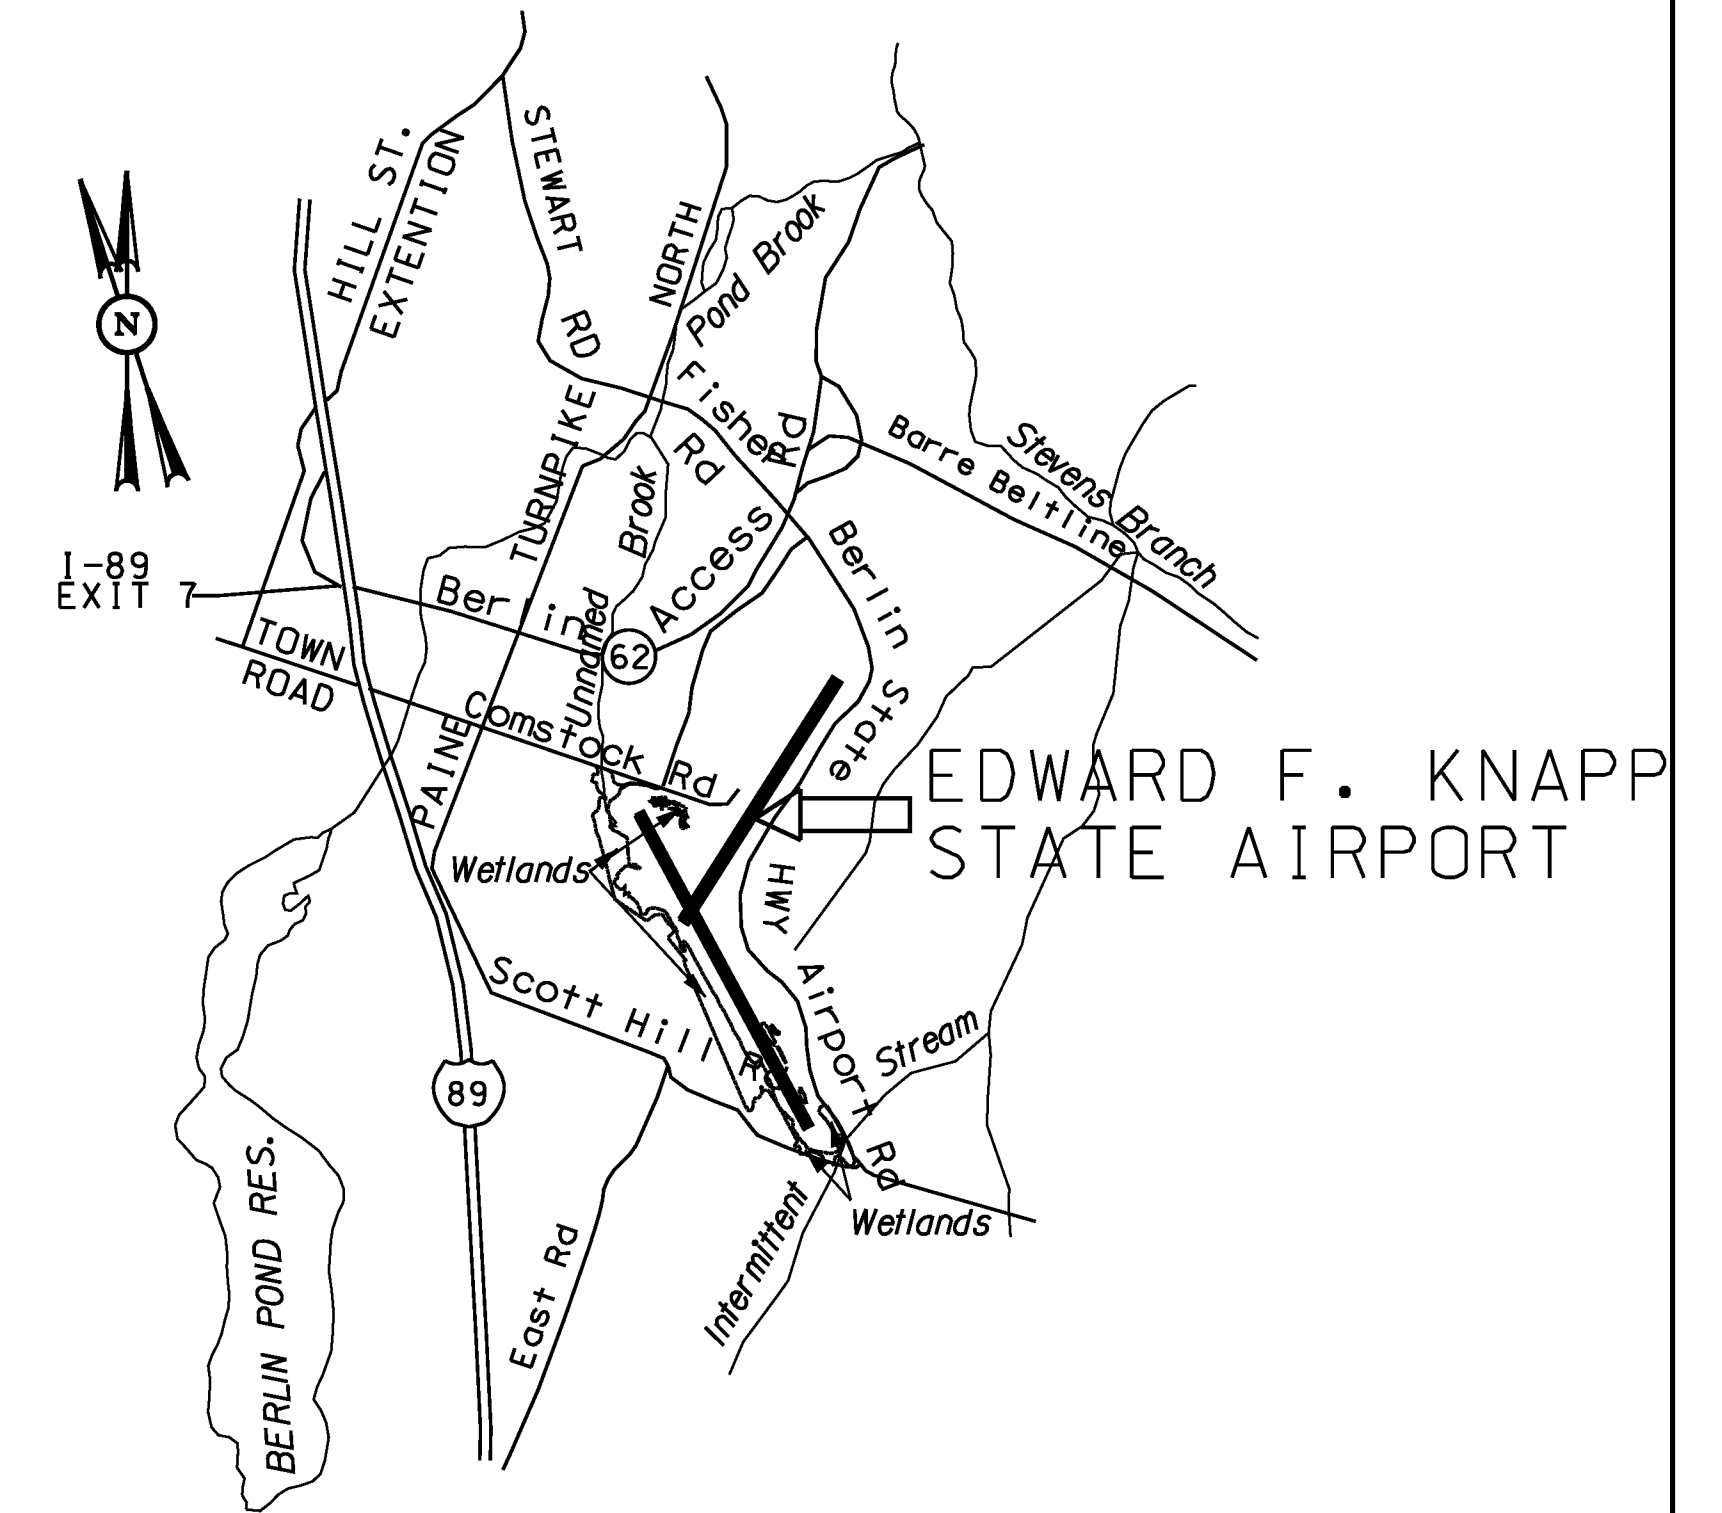 HILL ST.
EXTENTION
STEWART
RD
NORTH
TURNPIKE
PAINE
Pond Brook
Fisher
Rd
Rd
Access
Barre Beltline
Stevens Branch
N
Brook
Unnamed
I-89
EXIT 7
Berlin
62
Berlin
State
HWY
TOWN
ROAD
Comstock Rd
EDWARD F. KNAPP
STATE AIRPORT
Wetlands
Scott Hill Rd
Airport Rd
Stream
89
BERLIN POND RES.
East Rd
Intermittent
Wetlands